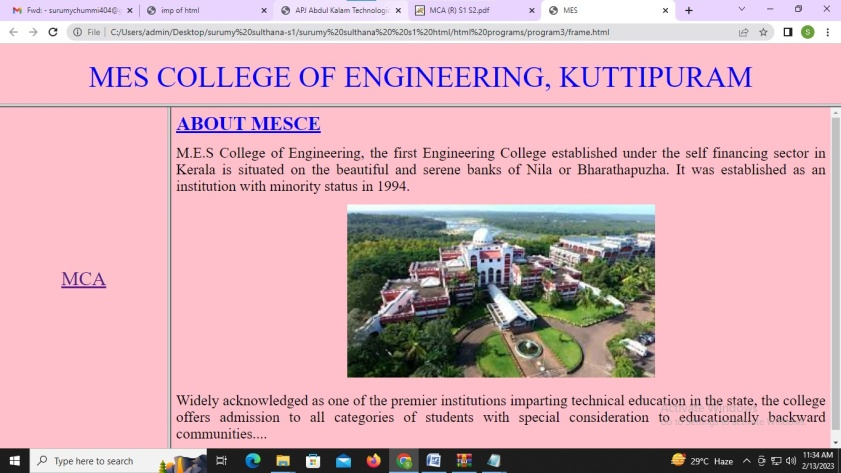 Fwd: - surumychummi404@g
imp of html
APJ Abdul Kalam Technologic
MCA (R) S1 S2.pdf
MES
File
C:/Users/admin/Desktop/surumy%20sulthana-s1/surumy%20sulthana%20%20s1%20html/html%20programs/program3/frame.html
S
MES COLLEGE OF ENGINEERING, KUTTIPURAM
MCA
ABOUT MESCE
M.E.S College of Engineering, the first Engineering College established under the self financing sector in
Kerala is situated on the beautiful and serene banks of Nila or Bharathapuzha. It was established as an
institution with minority status in 1994.
Widely acknowledged as one of the premier institutions imparting technical education in the state, the college
offers admission to all categories of students with special consideration to educationally backward
communities....
Activate Windows
Type here to search
29°C Haze
11:34 AM
2/13/2023